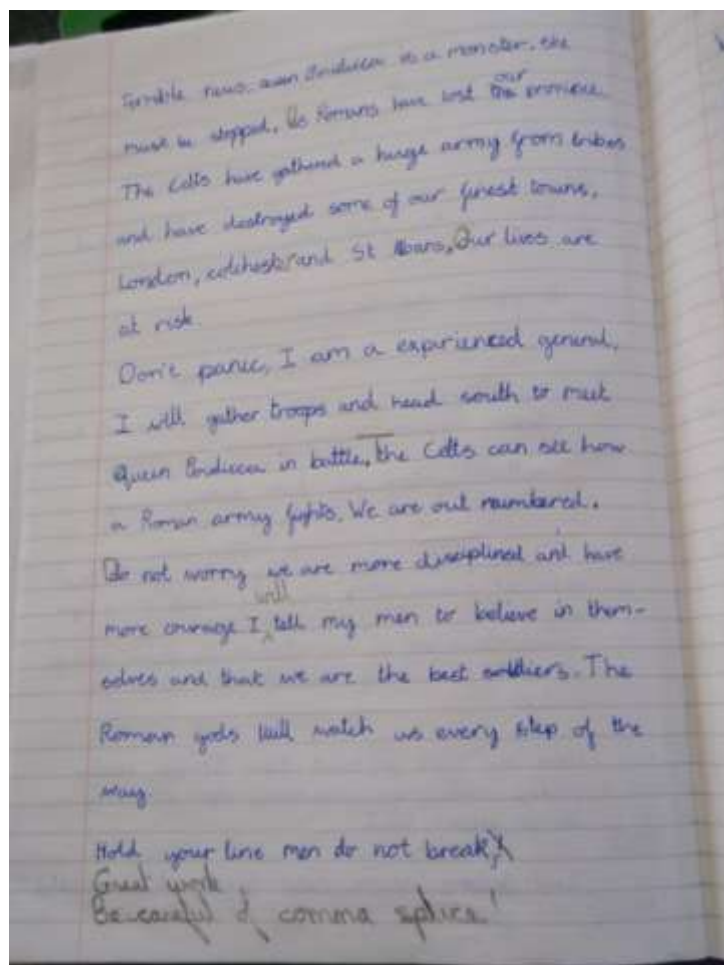 Terrible news, queen Boudicca is a monster. She
must be stopped. Us Romans have lost our province.
The Celts have gathered a huge army from tribes
and have destroyed some of our finest towns,
London, colchester and St Albans, Our lives are
at risk.
Don't panic, I am a expirienced general,
I will gather troops and head south to meet
Queen Boudicca in battle, the Celts can see how
a Roman army fights. We are out numbered.
Do not worry we are more disciplined and have
more courage I will tell my men to believe in them-
selves and that we are the best soldiers. The
Roman gods will watch us every step of the
way.
Hold your line men do not break
Great work
Be careful of comma splice!